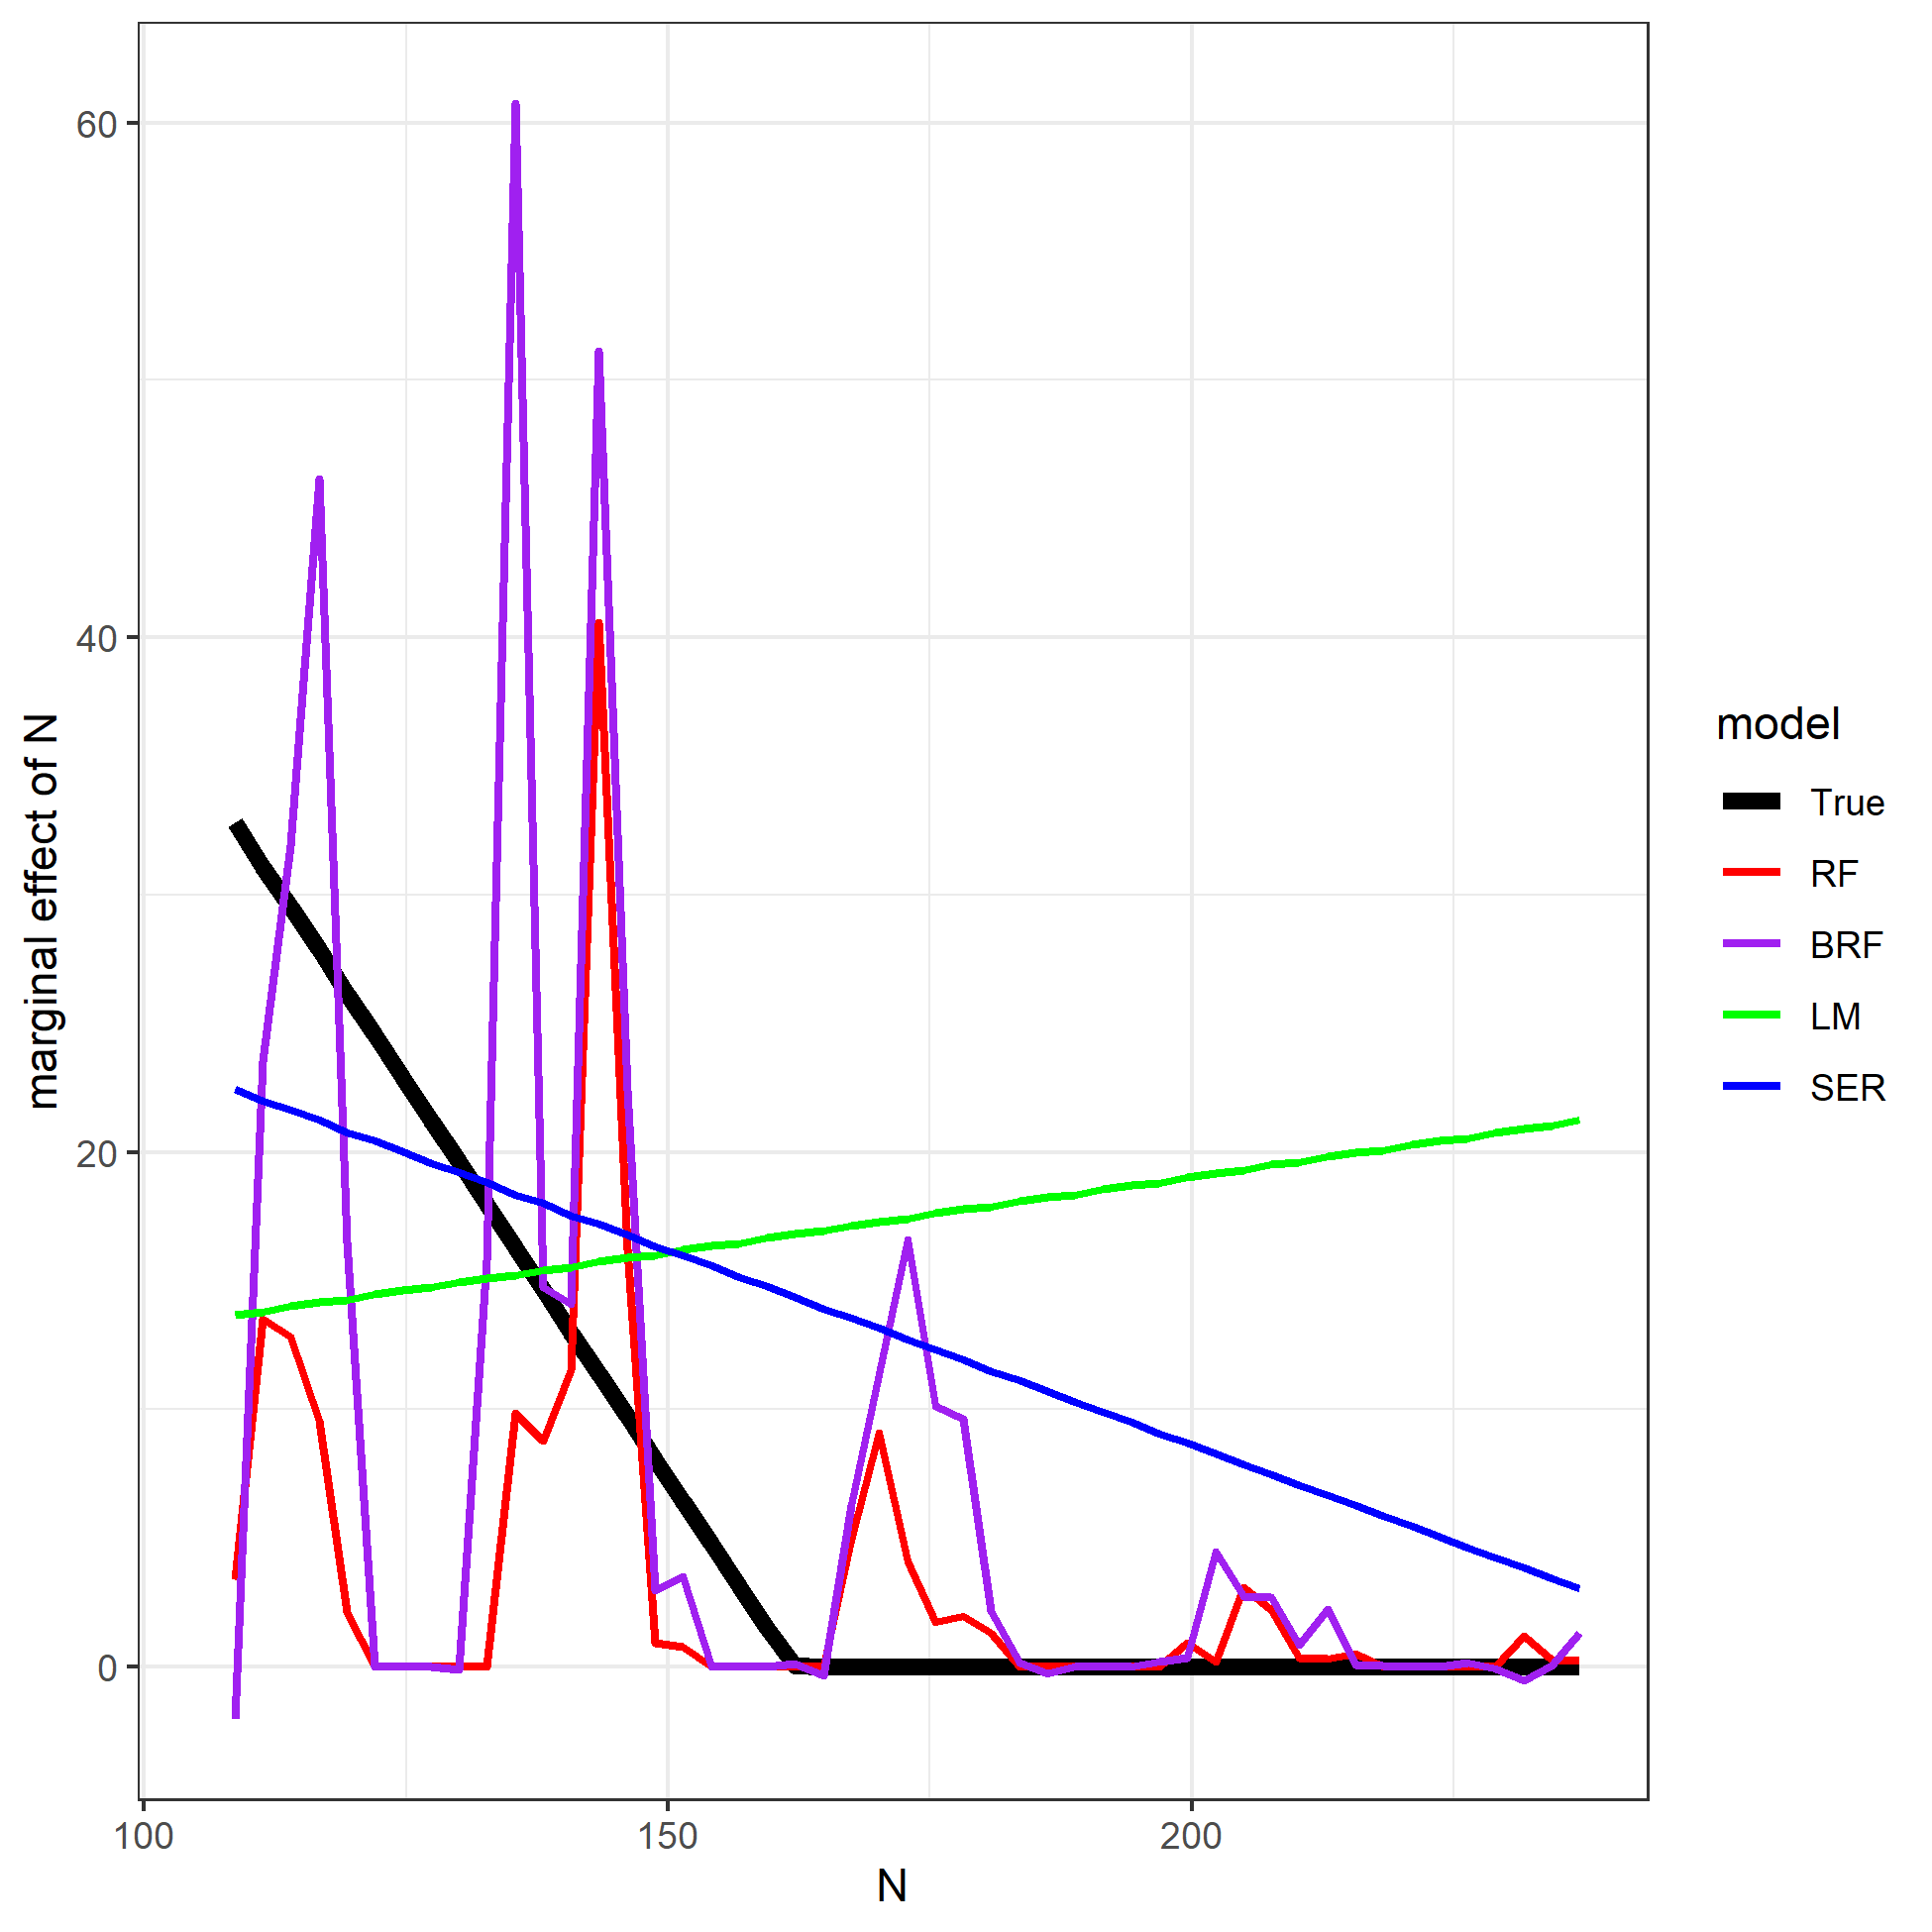 60
40
20
0
marginal effect of N
100
150
200
N
model
True
RF
BRF
LM
SER